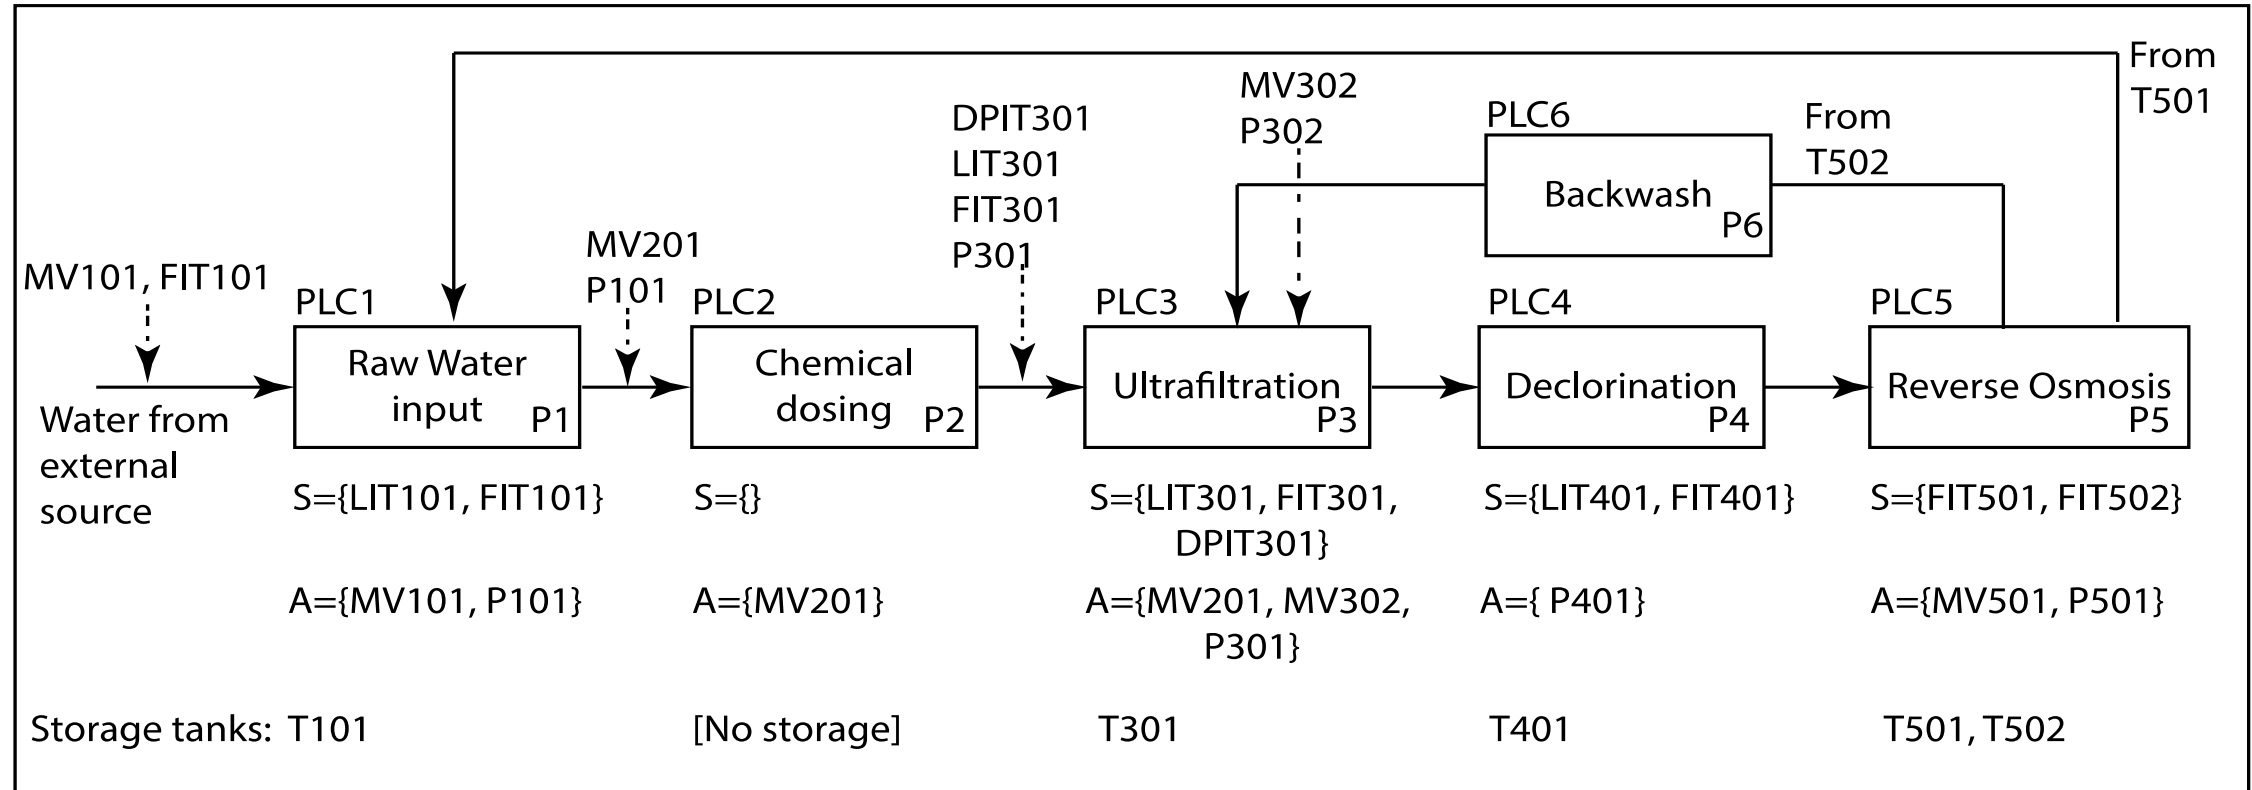 From
T501
MV302
P302
DPIT301
LIT301
FIT301
P301
PLC6
Backwash
P6
From
T502
MV101, FIT101
MV201
P101
PLC1
Raw Water
input
P1
PLC2
Chemical
dosing
P2
PLC3
Ultrafiltration
P3
PLC4
Declorination
P4
PLC5
Reverse Osmosis
P5
Water from
external
source
S={LIT101, FIT101}
S={}
S={LIT301, FIT301,
DPIT301}
S={LIT401, FIT401}
S={FIT501, FIT502}
A={MV101, P101}
A={MV201}
A={MV201, MV302,
P301}
A={ P401}
A={MV501, P501}
Storage tanks: T101
[No storage]
T301
T401
T501, T502